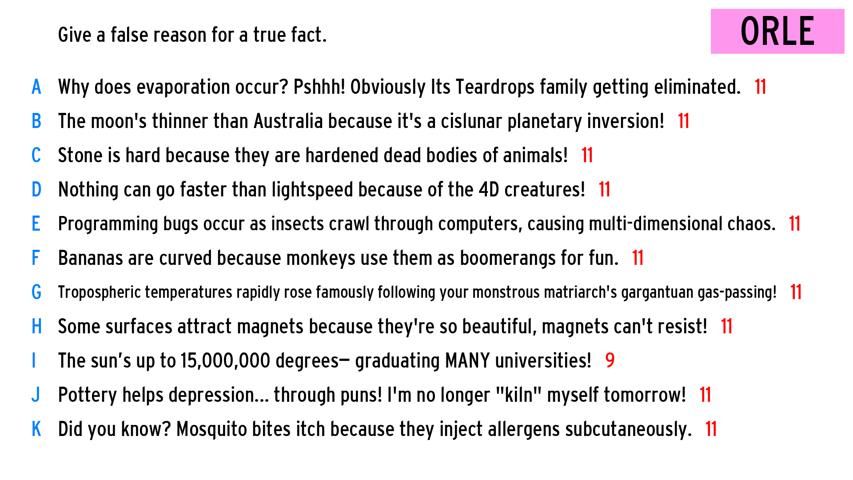 Give a false reason for a true fact.
ORLE
A Why does evaporation occur? Pshhh! Obviously Its Teardrops family getting eliminated. 11
B The moon's thinner than Australia because it's a cislunar planetary inversion! 11
C Stone is hard because they are hardened dead bodies of animals! 11
D Nothing can go faster than lightspeed because of the 4D creatures! 11
E Programming bugs occur as insects crawl through computers, causing multi-dimensional chaos. 11
F Bananas are curved because monkeys use them as boomerangs for fun. 11
G Tropospheric temperatures rapidly rose famously following your monstrous matriarch's gargantuan gas-passing! 11
H Some surfaces attract magnets because they're so beautiful, magnets can't resist! 11
I The sun’s up to 15,000,000 degrees— graduating MANY universities! 9
J Pottery helps depression... through puns! I'm no longer "kiln" myself tomorrow! 11
K Did you know? Mosquito bites itch because they inject allergens subcutaneously. 11